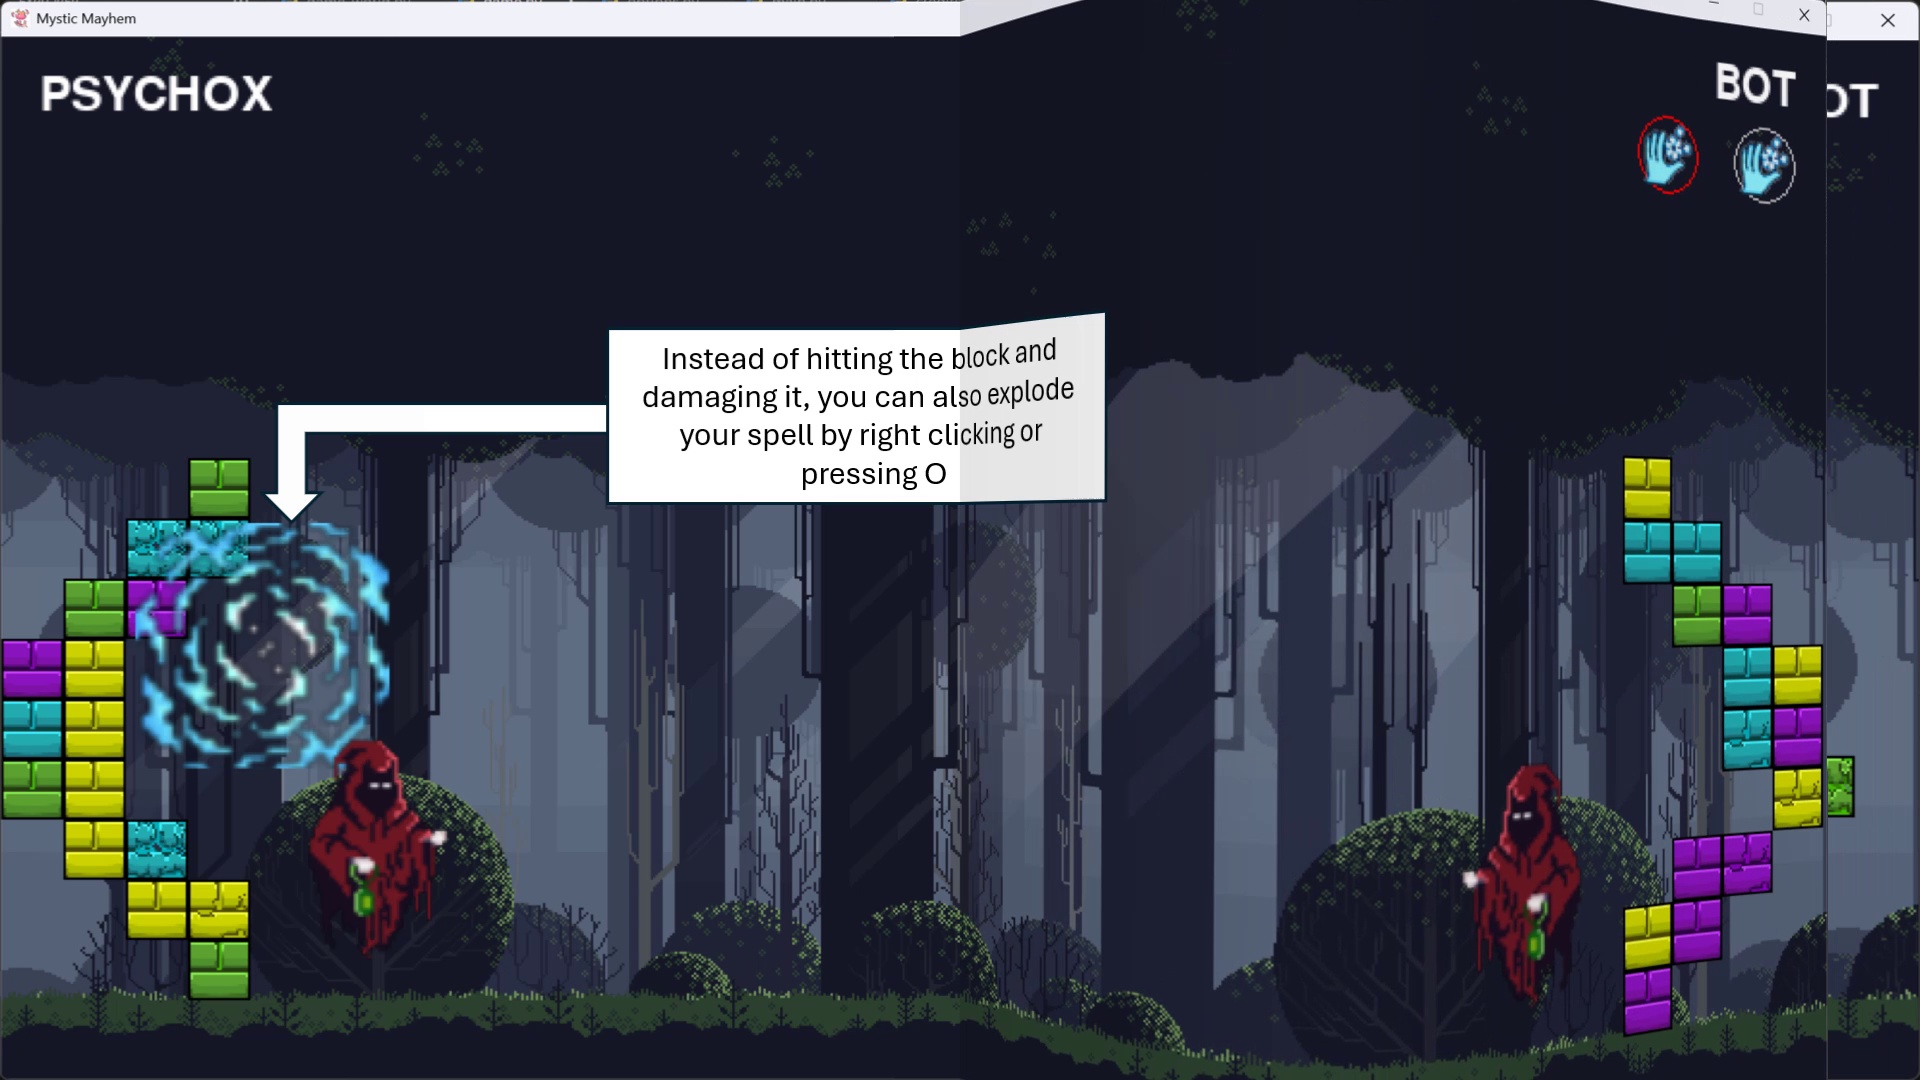 Mystic Mayhem
PSYCHOX
BOT
OT
Instead of hitting the block and
damaging it, you can also explode
your spell by right clicking or
pressing O